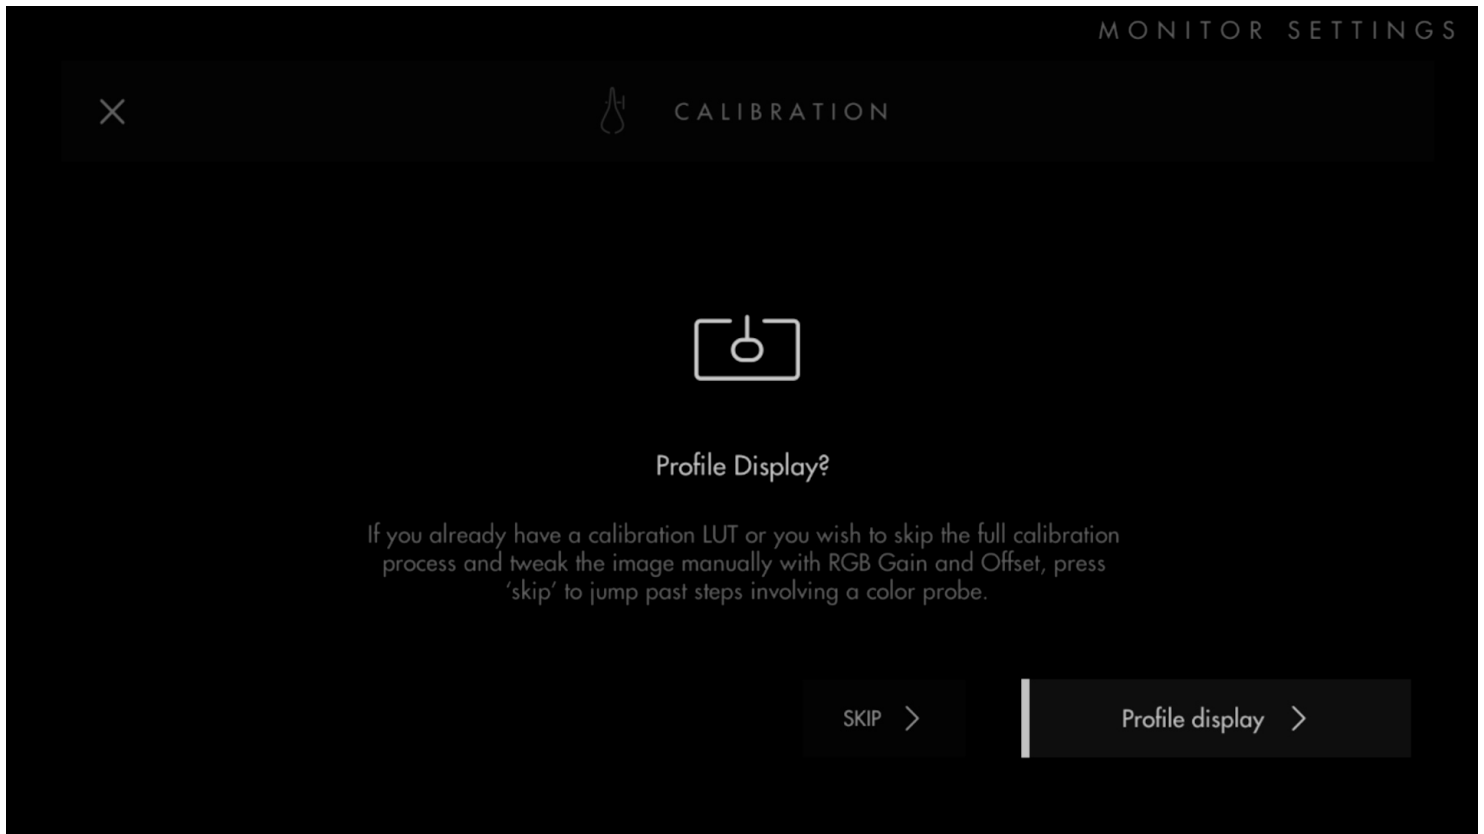 MONITOR SETTINGS
CALIBRATION
Profile Display?
If you already have a calibration LUT or you wish to skip the full calibration
process and tweak the image manually with RGB Gain and Offset, press
‘skip’ to jump past steps involving a color probe.
SKIP
Profile display